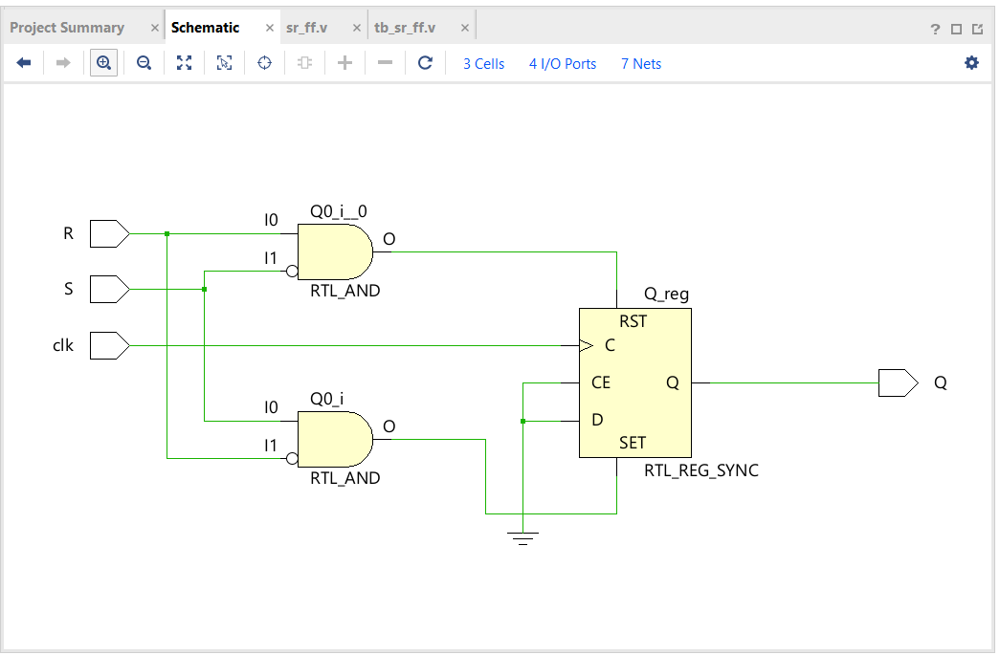 Project Summary × Schematic × sr_ff.v × tb_sr_ff.v × ?
3 Cells 4 I/O Ports 7 Nets
Q0_i__0
I0
R
O
I1
S
RTL_AND
Q_reg
RST
clk
C
CE
Q
Q
Q0_i
I0
D
O
I1
SET
RTL_AND
RTL_REG_SYNC